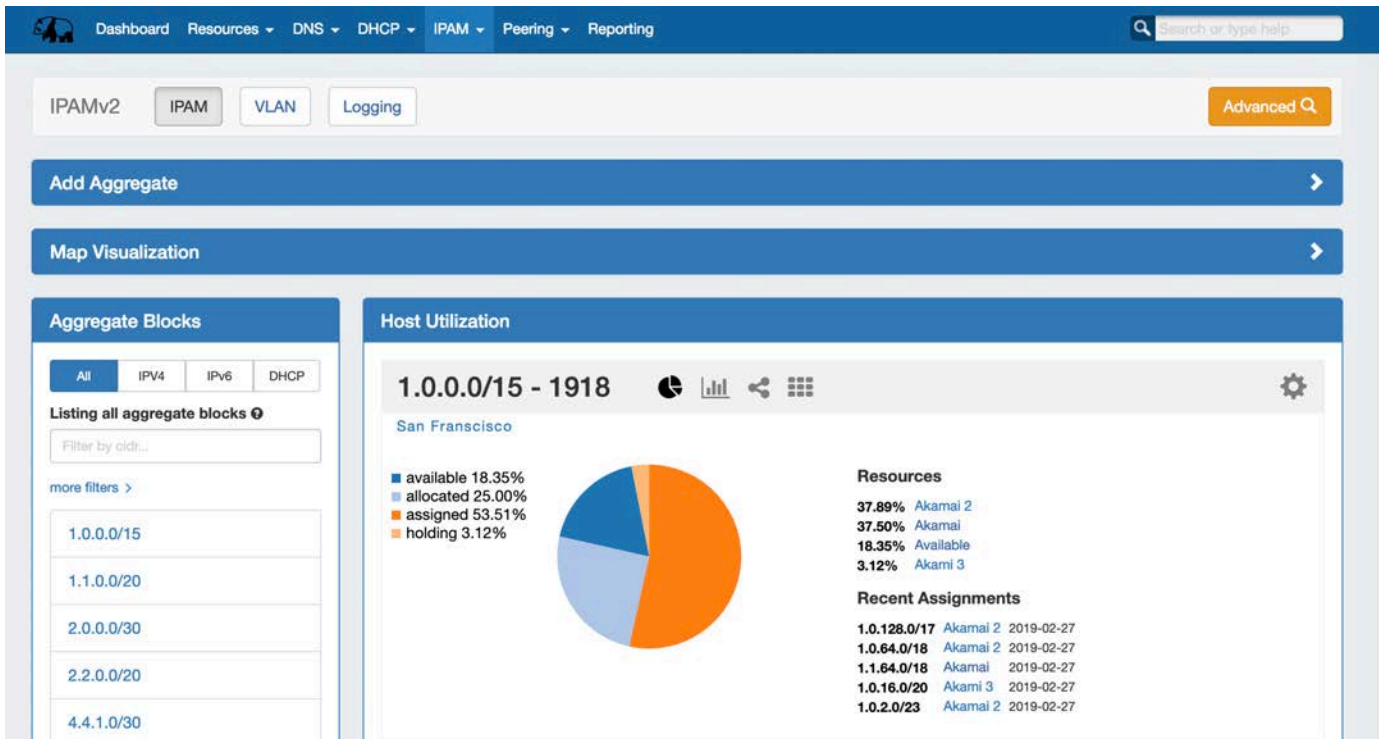 Dashboard Resources DNS DHCP IPAM Peering Reporting
Search or type help
IPAMv2 IPAM VLAN Logging Advanced
Add Aggregate
Map Visualization
Aggregate Blocks
All IPV4 IPv6 DHCP
Listing all aggregate blocks
Filter by cidr...
more filters >
1.0.0.0/15
1.1.0.0/20
2.0.0.0/30
2.2.0.0/20
4.4.1.0/30
Host Utilization
1.0.0.0/15 - 1918
San Franscisco
available 18.35%
allocated 25.00%
assigned 53.51%
holding 3.12%
Resources
37.89% Akamai 2
37.50% Akamai
18.35% Available
3.12% Akami 3
Recent Assignments
1.0.128.0/17 Akamai 2 2019-02-27
1.0.64.0/18 Akamai 2 2019-02-27
1.1.64.0/18 Akamai 2019-02-27
1.0.16.0/20 Akami 3 2019-02-27
1.0.2.0/23 Akamai 2 2019-02-27